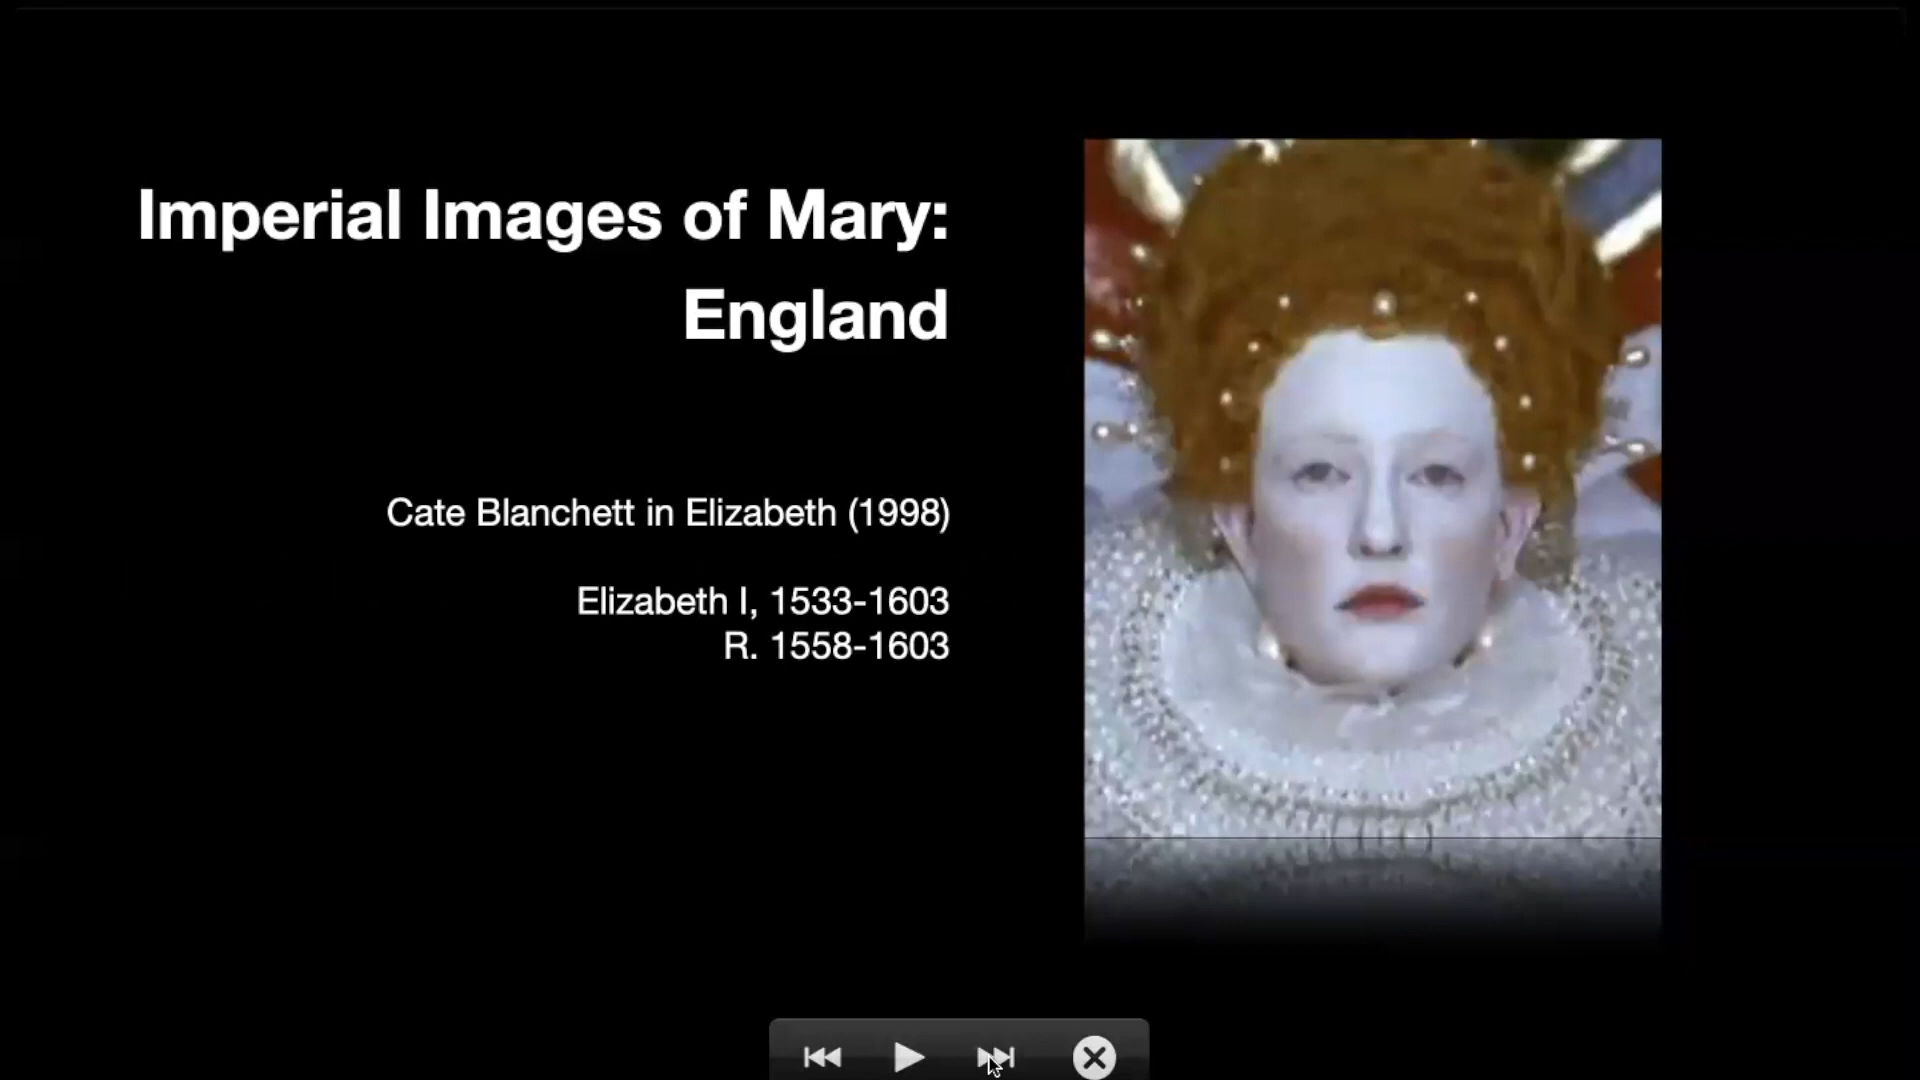 Imperial Images of Mary:
England
Cate Blanchett in Elizabeth (1998)
Elizabeth I, 1533-1603
R. 1558-1603